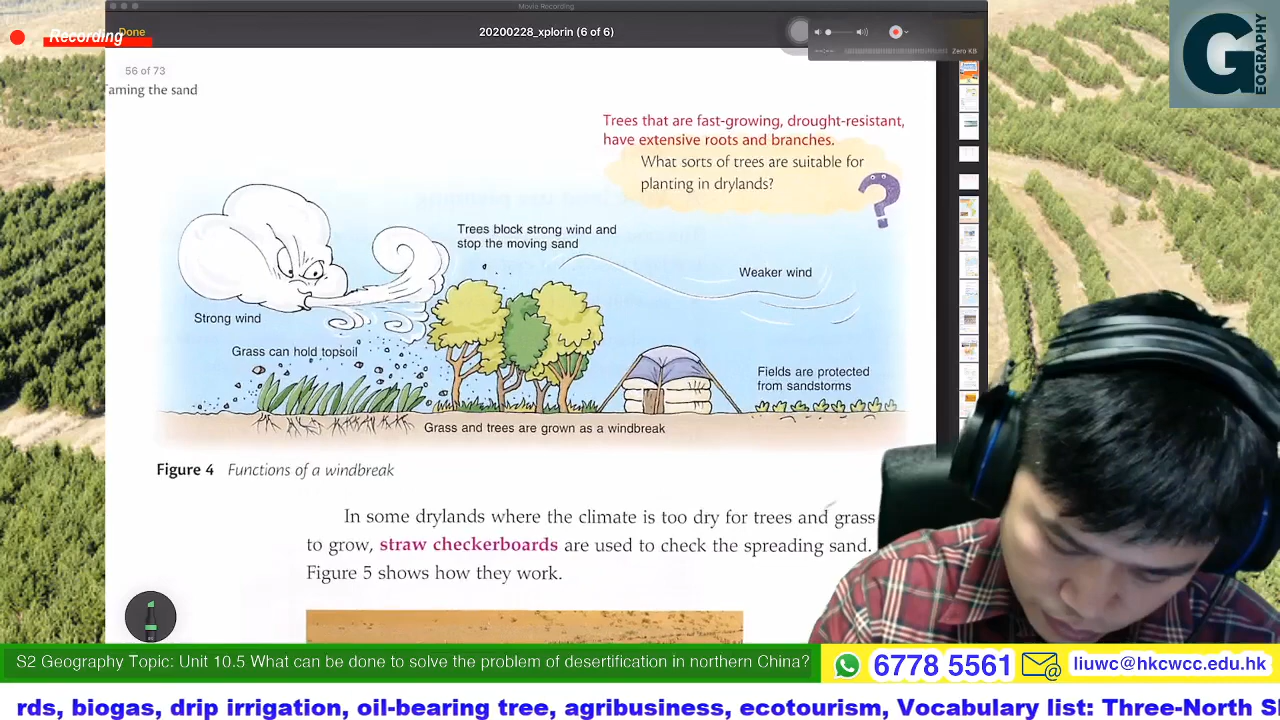 Movie Recording
Recording
Done
20200228_xplorin (6 of 6)
Zero KB
GEOGRAPHY
56 of 73
Taming the sand
Trees that are fast-growing, drought-resistant,
have extensive roots and branches.
What sorts of trees are suitable for
planting in drylands?
Trees block strong wind and
stop the moving sand
Weaker wind
Strong wind
Grass can hold topsoil
Fields are protected
from sandstorms
Grass and trees are grown as a windbreak
Figure 4 Functions of a windbreak
In some drylands where the climate is too dry for trees and grass
to grow, straw checkerboards are used to check the spreading sand.
Figure 5 shows how they work.
S2 Geography Topic: Unit 10.5 What can be done to solve the problem of desertification in northern China?
6778 5561
liuwc@hkcwcc.edu.hk
rds, biogas, drip irrigation, oil-bearing tree, agribusiness, ecotourism, Vocabulary list: Three-North S